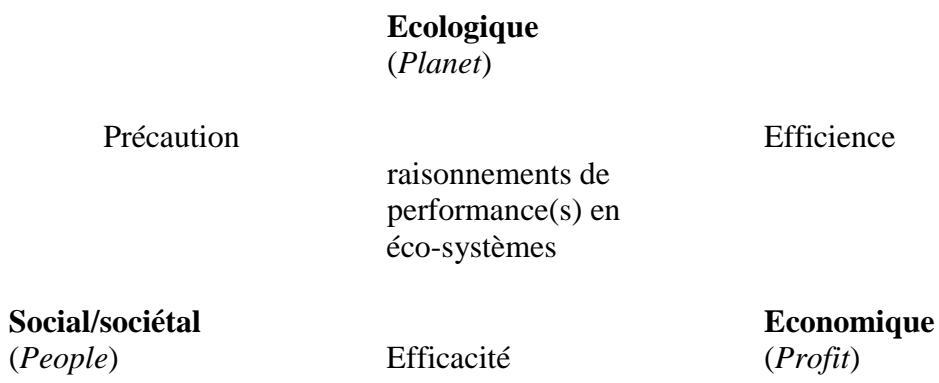 Ecologique
(Planet)
Précaution
Efficience
raisonnements de
performance(s) en
éco-systèmes
Social/sociétal
(People)
Efficacité
Economique
(Profit)